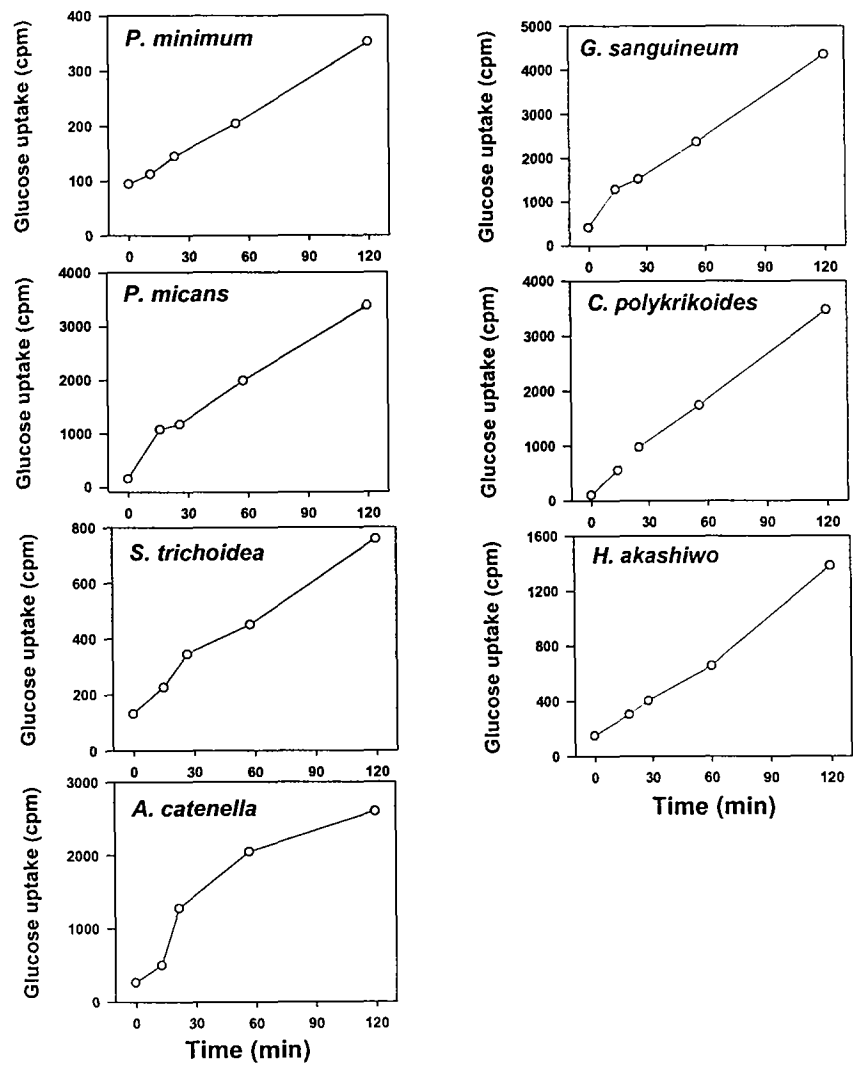 P. minimum
Glucose uptake (cpm)
400
300
200
100
0
0 30 60 90 120
P. micans
Glucose uptake (cpm)
4000
3000
2000
1000
0
0 30 60 90 120
S. trichoidea
Glucose uptake (cpm)
800
600
400
200
0
0 30 60 90 120
A. catenella
Glucose uptake (cpm)
3000
2000
1000
0
0 30 60 90 120
Time (min)
G. sanguineum
Glucose uptake (cpm)
5000
4000
3000
2000
1000
0
0 30 60 90 120
C. polykrikoides
Glucose uptake (cpm)
4000
3000
2000
1000
0
0 30 60 90 120
H. akashiwo
Glucose uptake (cpm)
1600
1200
800
400
0
0 30 60 90 120
Time (min)